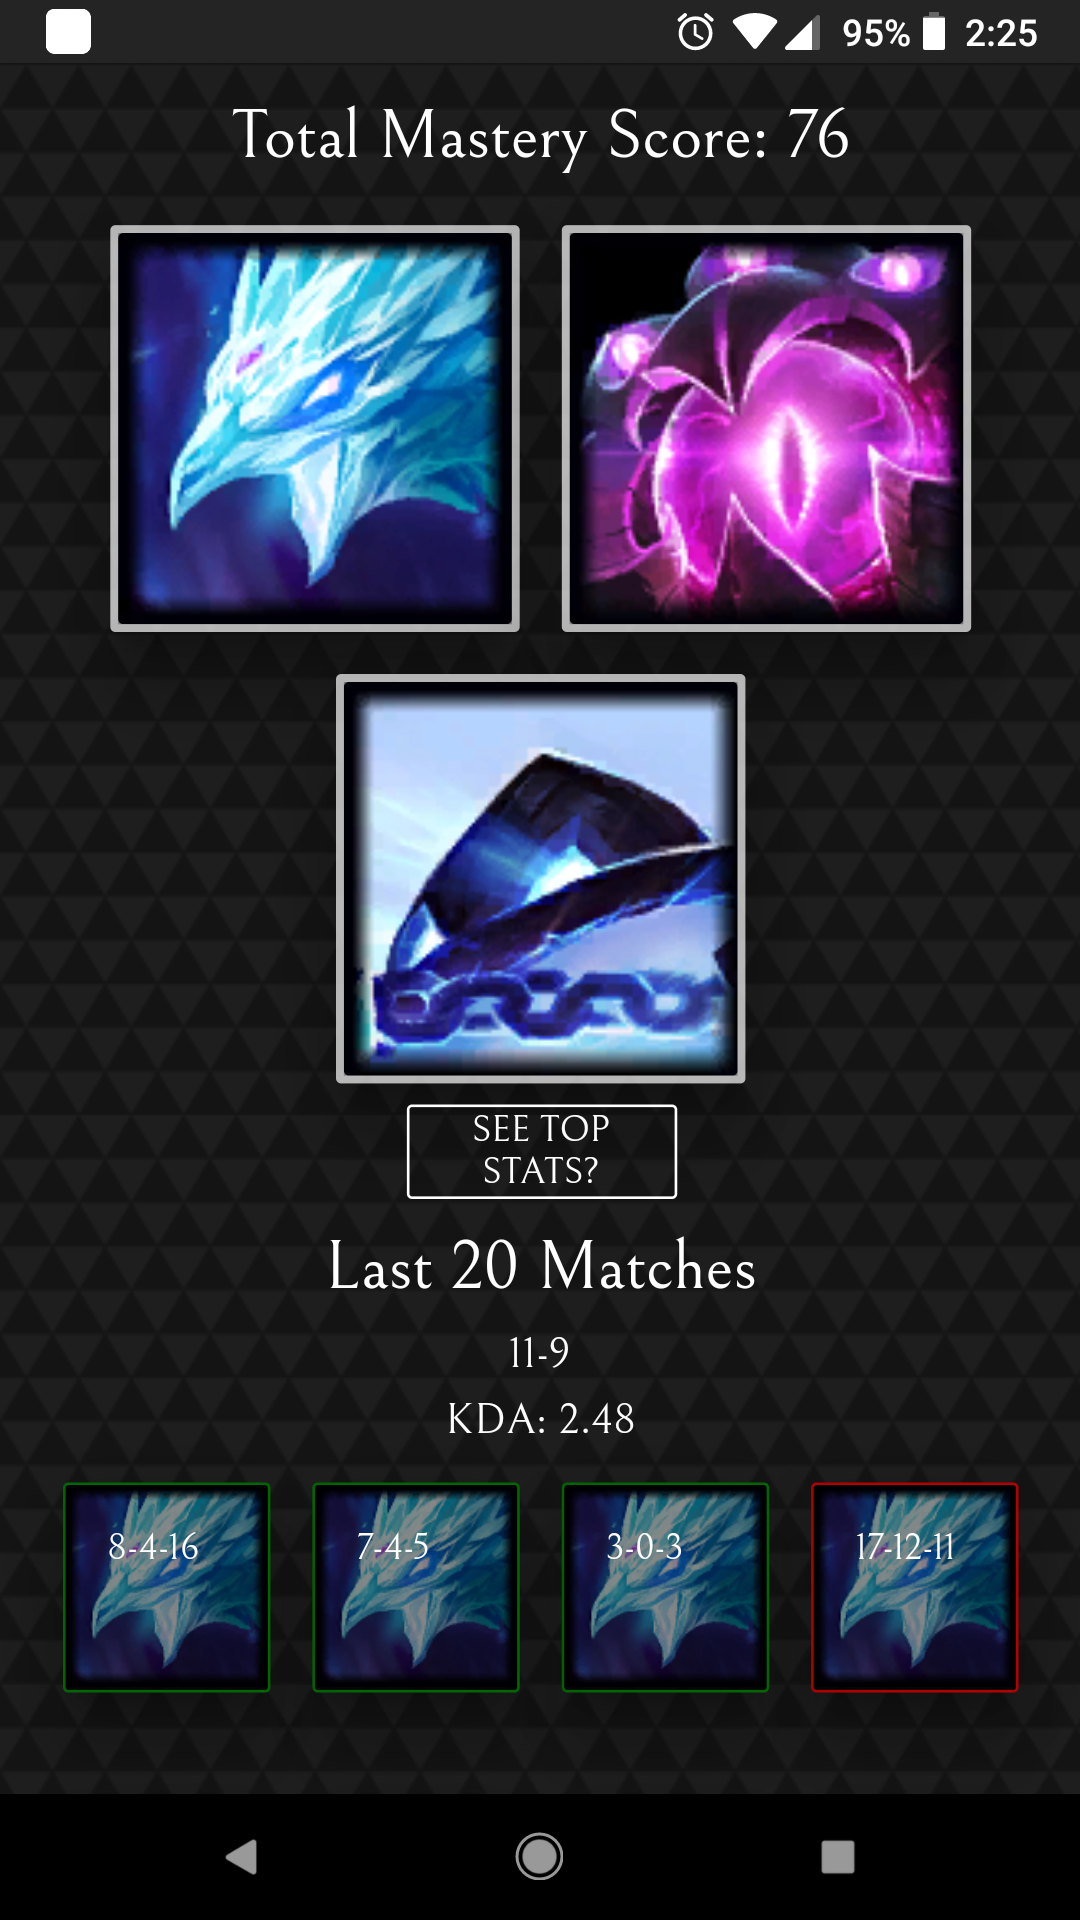 95% 2:25
Total Mastery Score: 76
SEE TOP
STATS?
Last 20 Matches
11-9
KDA: 2.48
8-4-16 7-4-5 3-0-3 17-12-11